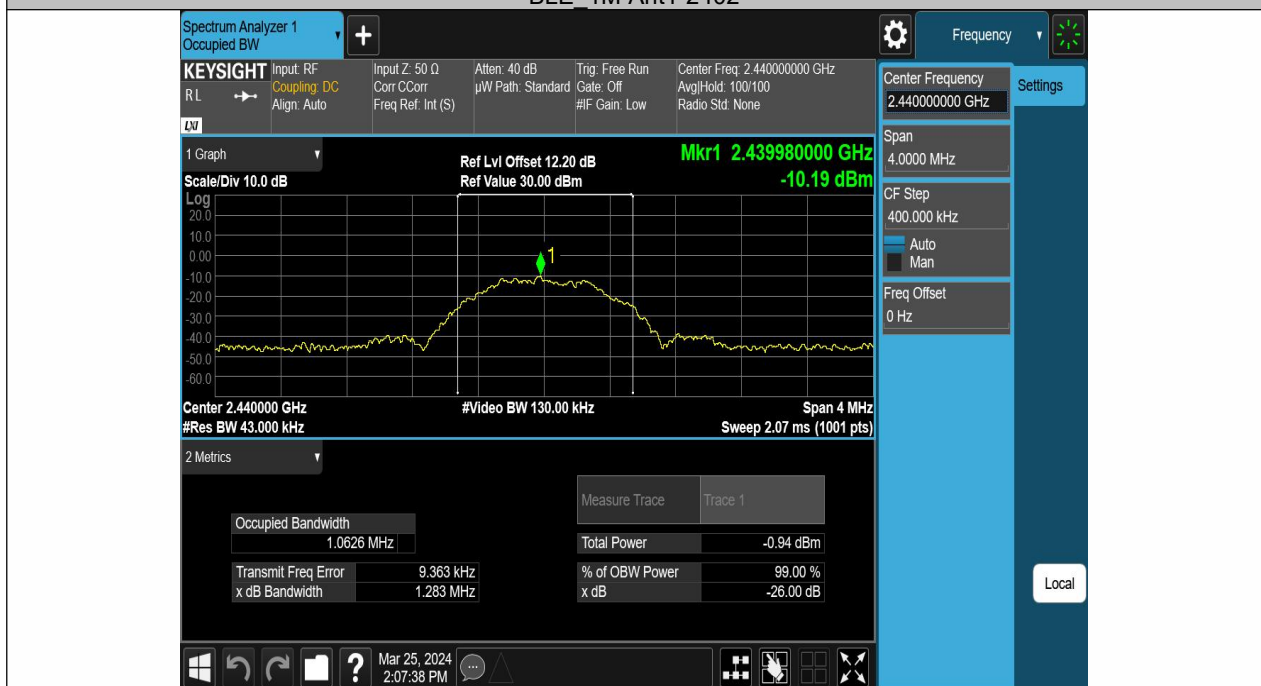 Spectrum Analyzer 1
Occupied BW
Frequency
KEYSIGHT
RL
LXI
Input: RF
Coupling: DC
Align: Auto
Input Z: 50 Ω
Corr CCorr
Freq Ref: Int (S)
Atten: 40 dB
µW Path: Standard
Trig: Free Run
Gate: Off
#IF Gain: Low
Center Freq: 2.440000000 GHz
Avg|Hold: 100/100
Radio Std: None
1 Graph
Scale/Div 10.0 dB
Ref Lvl Offset 12.20 dB
Ref Value 30.00 dBm
Mkr1 2.439980000 GHz
-10.19 dBm
Log
20.0
10.0
0.00
-10.0
-20.0
-30.0
-40.0
-50.0
-60.0
1
Center 2.440000 GHz
#Video BW 130.00 kHz
Span 4 MHz
#Res BW 43.000 kHz
Sweep 2.07 ms (1001 pts)
2 Metrics
Measure Trace Trace 1
Occupied Bandwidth
1.0626 MHz
Total Power -0.94 dBm
Transmit Freq Error 9.363 kHz
% of OBW Power 99.00 %
x dB Bandwidth 1.283 MHz
x dB -26.00 dB
Mar 25, 2024
2:07:38 PM
Center Frequency
2.440000000 GHz
Settings
Span
4.0000 MHz
CF Step
400.000 kHz
Auto
Man
Freq Offset
0 Hz
Local